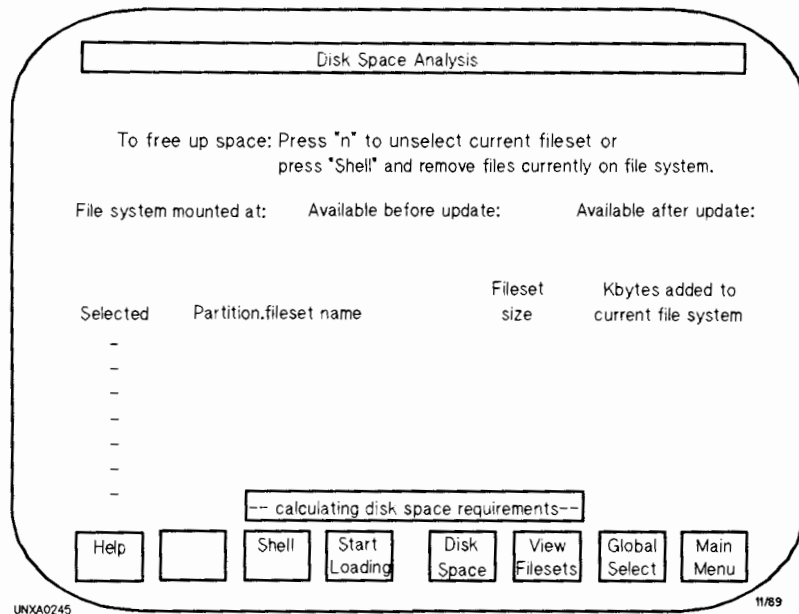 Disk Space Analysis
To free up space: Press "n" to unselect current fileset or
press "Shell" and remove files currently on file system.
File system mounted at: Available before update: Available after update:
Fileset Kbytes added to
Selected Partition.fileset name size current file system
-
-
-
-
-
-
-
-- calculating disk space requirements--
Help Shell Start Disk View Global Main
Loading Space Filesets Select Menu
UNXA0245 11/89